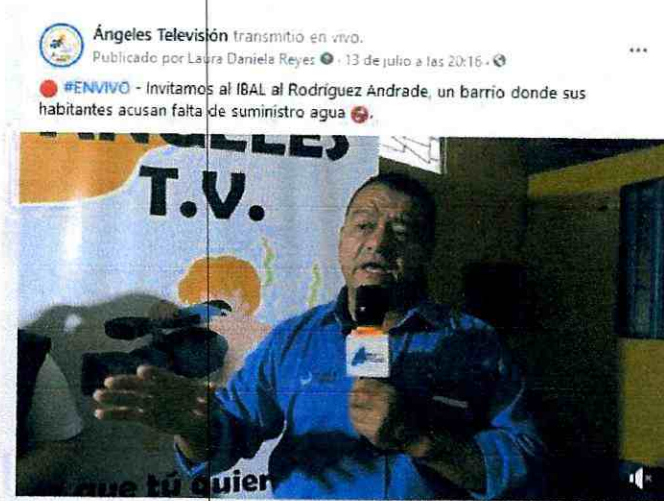 Ángeles Televisión transmitió en vivo.
Publicado por Laura Daniela Reyes · 13 de julio a las 20:16 ·
#ENVIVO - Invitamos al IBAL al Rodríguez Andrade, un barrio donde sus
habitantes acusan falta de suministro agua
ÁNGELES
T.V.
que tú quier